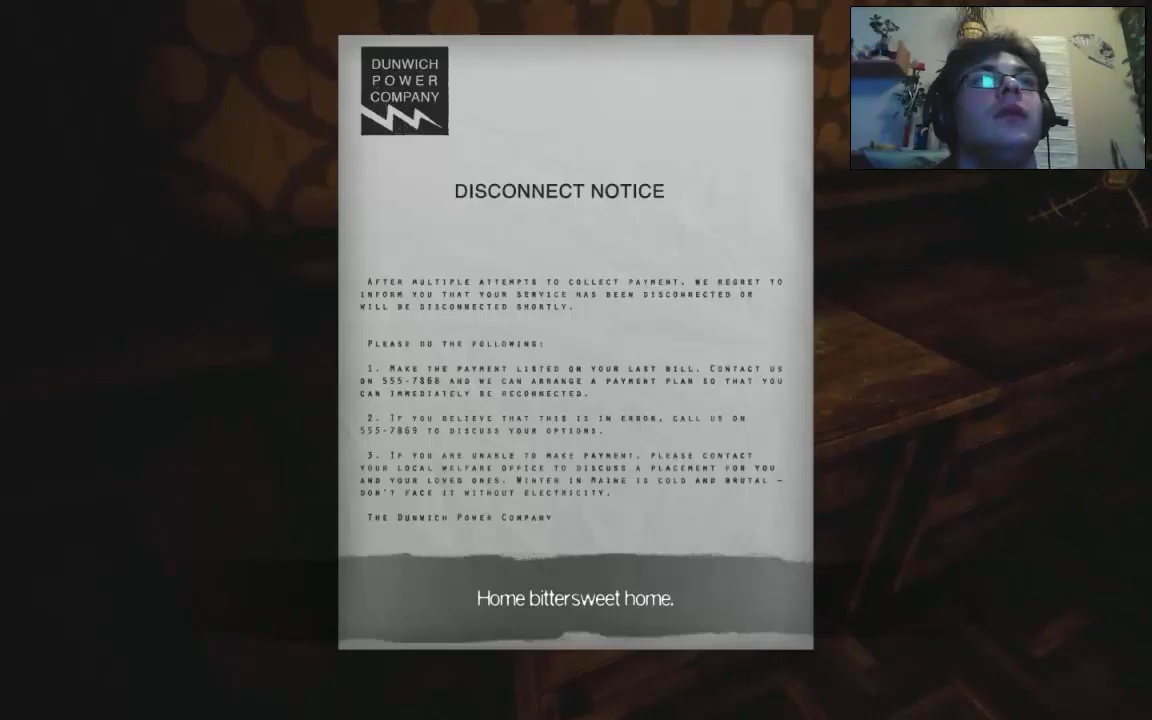 DUNWICH
POWER
COMPANY
DISCONNECT NOTICE
AFTER MULTIPLE ATTEMPTS TO COLLECT PAYMENT, WE REGRET TO
INFORM YOU THAT YOUR SERVICE HAS BEEN DISCONNECTED OR
WILL BE DISCONNECTED SHORTLY.
PLEASE DO THE FOLLOWING:
1. MAKE THE PAYMENT LISTED ON YOUR LAST BILL. CONTACT US
ON 555-7868 AND WE CAN ARRANGE A PAYMENT PLAN SO THAT YOU
CAN IMMEDIATELY BE RECONNECTED.
2. IF YOU BELIEVE THAT THIS IS IN ERROR, CALL US ON
555-7869 TO DISCUSS YOUR OPTIONS.
3. IF YOU ARE UNABLE TO MAKE PAYMENT, PLEASE CONTACT
YOUR LOCAL WELFARE OFFICE TO DISCUSS A PLACEMENT FOR YOU
AND YOUR LOVED ONES. WINTER IN MAINE IS COLD AND BRUTAL -
DON'T FACE IT WITHOUT ELECTRICITY.
THE DUNWICH POWER COMPANY
Home bittersweet home.